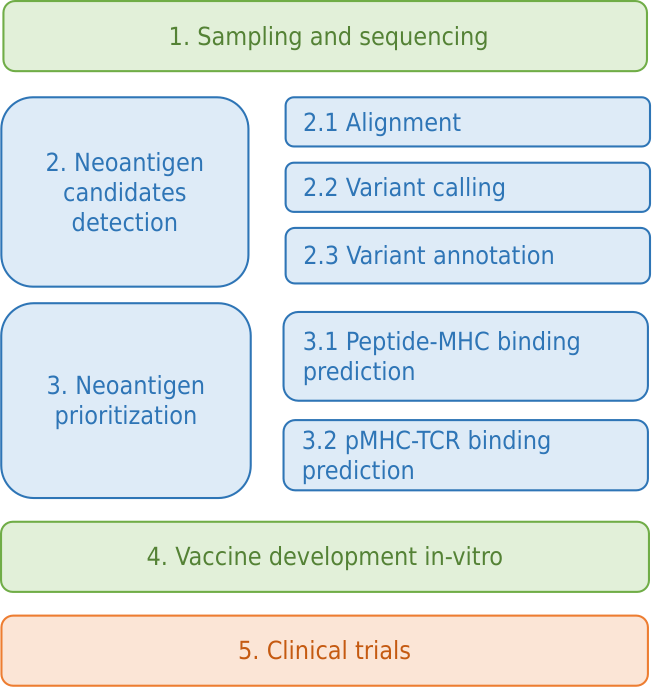 1. Sampling and sequencing
2. Neoantigen
candidates
detection
2.1 Alignment
2.2 Variant calling
2.3 Variant annotation
3. Neoantigen
prioritization
3.1 Peptide-MHC binding
prediction
3.2 pMHC-TCR binding
prediction
4. Vaccine development in-vitro
5. Clinical trials